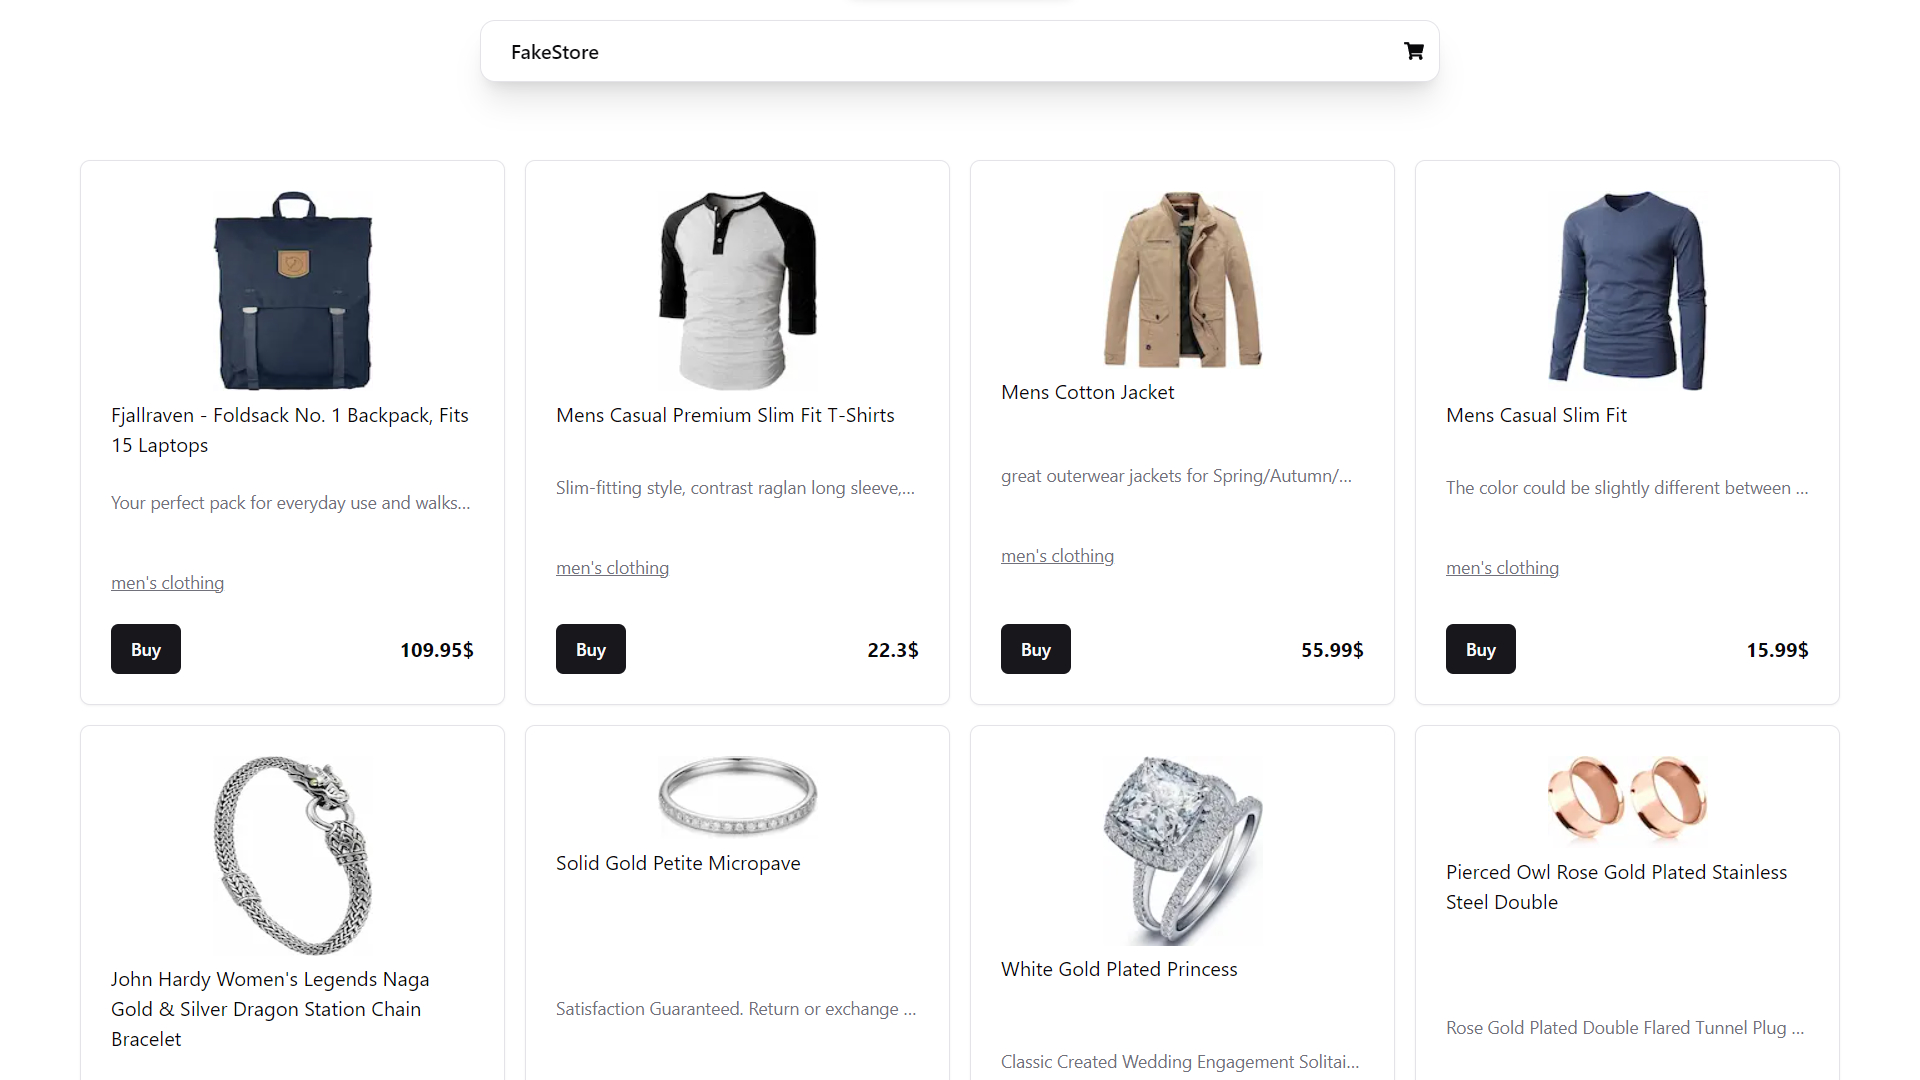 FakeStore
Fjallraven - Foldsack No. 1 Backpack, Fits
15 Laptops
Your perfect pack for everyday use and walks...
men's clothing
Buy
109.95$
Mens Casual Premium Slim Fit T-Shirts
Slim-fitting style, contrast raglan long sleeve,...
men's clothing
Buy
22.3$
Mens Cotton Jacket
great outerwear jackets for Spring/Autumn/...
men's clothing
Buy
55.99$
Mens Casual Slim Fit
The color could be slightly different between ...
men's clothing
Buy
15.99$
John Hardy Women's Legends Naga
Gold & Silver Dragon Station Chain
Bracelet
Solid Gold Petite Micropave
Satisfaction Guaranteed. Return or exchange ...
White Gold Plated Princess
Classic Created Wedding Engagement Solitai...
Pierced Owl Rose Gold Plated Stainless
Steel Double
Rose Gold Plated Double Flared Tunnel Plug ...